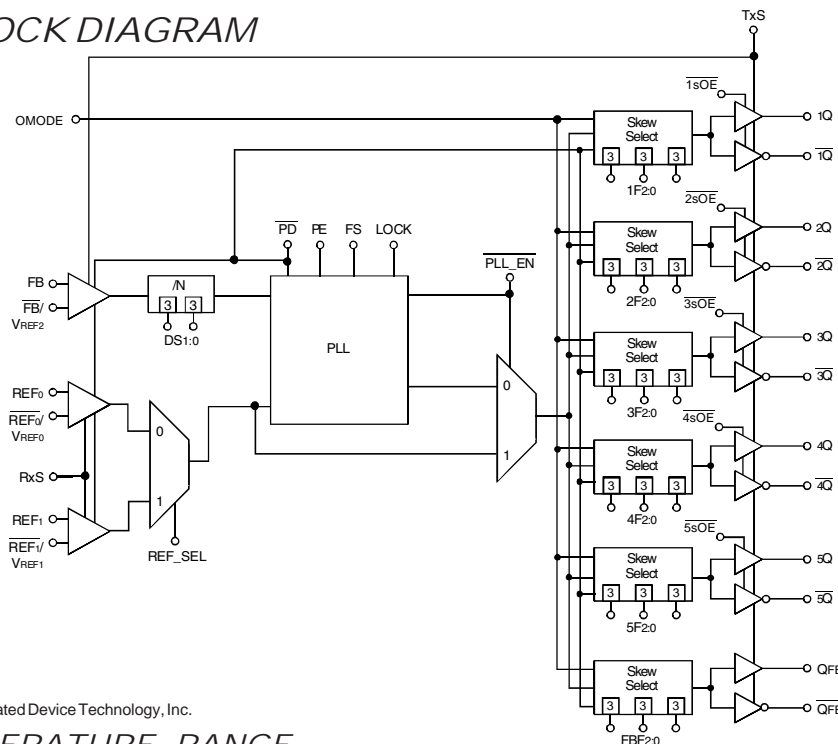 OCK DIAGRAM
TxS
1sOE
OMODE
Skew
Select
3 3 3
1F2:0
1Q
1Q
2sOE
Skew
Select
3 3 3
2F2:0
2Q
2Q
PD PE FS LOCK
PLL_EN
FB
FB/
VREF2
/N
3 3
DS1:0
PLL
3sOE
Skew
Select
3 3 3
3F2:0
3Q
3Q
REF0
REF0/
VREF0
0
1
0
1
RxS
REF1
REF1/
VREF1
REF_SEL
4sOE
Skew
Select
3 3 3
4F2:0
4Q
4Q
5sOE
Skew
Select
3 3 3
5F2:0
5Q
5Q
Skew
Select
3 3 3
FBF2:0
QFB
QFB
ated Device Technology, Inc.
ERATURE RANGE